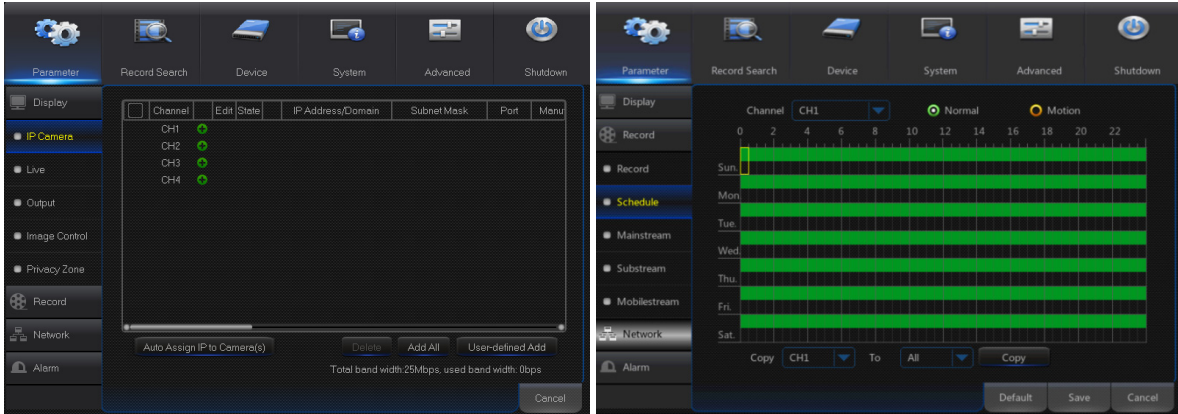 Parameter Record Search Device System Advanced Shutdown
Display
IP Camera
Live
Output
Image Control
Privacy Zone
Record
Network
Alarm
Channel Edit State IP Address/Domain Subnet Mask Port Manu
CH1
CH2
CH3
CH4
Auto Assign IP to Camera(s) Delete Add All User-defined Add
Total band width:25Mbps, used band width: 0bps
Cancel
Parameter Record Search Device System Advanced Shutdown
Display
Record
Record
Schedule
Mainstream
Substream
Mobilestream
Network
Alarm
Channel CH1 Normal Motion
0 2 4 6 8 10 12 14 16 18 20 22
Sun.
Mon
Tue.
Wed.
Thu.
Fri.
Sat.
Copy CH1 To All Copy
Default Save Cancel